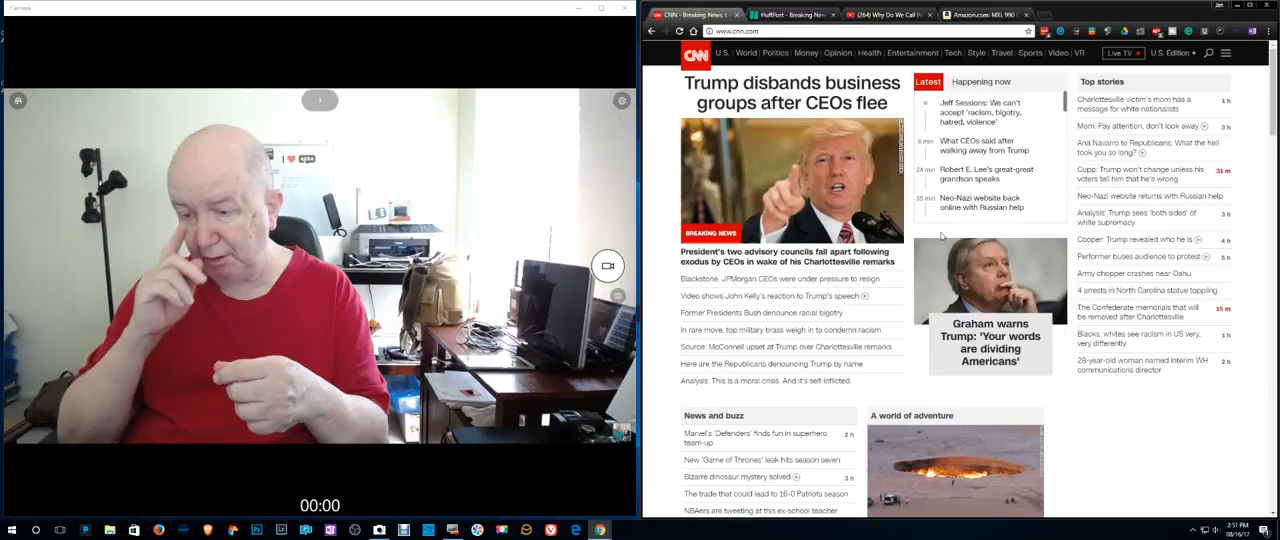 Camera
I ❤ KERA
00:00
Jim
CNN - Breaking News, L
HuffPost - Breaking Nev
(264) Why Do We Call P
Amazon.com: MXL 990 C
www.cnn.com
CNN
U.S. World Politics Money Opinion Health Entertainment Tech Style Travel Sports Video VR
Live TV
U.S. Edition +
Trump disbands business
groups after CEOs flee
BREAKING NEWS
President's two advisory councils fall apart following
exodus by CEOs in wake of his Charlottesville remarks
Blackstone, JPMorgan CEOs were under pressure to resign
Video shows John Kelly's reaction to Trump's speech
Former Presidents Bush denounce racial bigotry
In rare move, top military brass weigh in to condemn racism
Source: McConnell upset at Trump over Charlottesville remarks
Here are the Republicans denouncing Trump by name
Analysis: This is a moral crisis. And it's self-inflicted.
Latest Happening now
Jeff Sessions: We can't
accept 'racism, bigotry,
hatred, violence'
6 min What CEOs said after
walking away from Trump
24 min Robert E. Lee's great-great
grandson speaks
35 min Neo-Nazi website back
online with Russian help
Graham warns
Trump: 'Your words
are dividing
Americans'
Top stories
Charlottesville victim's mom has a 1 h
message for white nationalists
Mom: Pay attention, don't look away 3 h
Ana Navarro to Republicans: What the hell
took you so long?
Cupp: Trump won't change unless his 31 m
voters tell him that he's wrong
Neo-Nazi website returns with Russian help
Analysis: Trump sees 'both sides' of 3 h
white supremacy
Cooper: Trump revealed who he is 4 h
Performer buses audience to protest 5 h
Army chopper crashes near Oahu
4 arrests in North Carolina statue toppling
The Confederate memorials that will 15 m
be removed after Charlottesville
Blacks, whites see racism in US very, 1 h
very differently
28-year-old woman named Interim WH 2 h
communications director
News and buzz
Marvel's 'Defenders' finds fun in superhero 2 h
team-up
New 'Game of Thrones' leak hits season seven
Bizarre dinosaur mystery solved 3 h
The trade that could lead to 16-0 Patriots season
NBAers are tweeting at this ex-school teacher
A world of adventure
2:51 PM
08/16/17